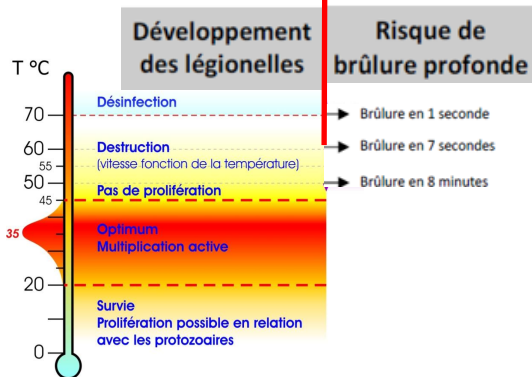 Développement
des légionelles
Risque de
brûlure profonde
T °C
Désinfection
70
Brûlure en 1 seconde
60
Destruction
Brûlure en 7 secondes
55
(vitesse fonction de la température)
50
Pas de prolifération
Brûlure en 8 minutes
45
35
Optimum
Multiplication active
20
Survie
Prolifération possible en relation
avec les protozoaires
0